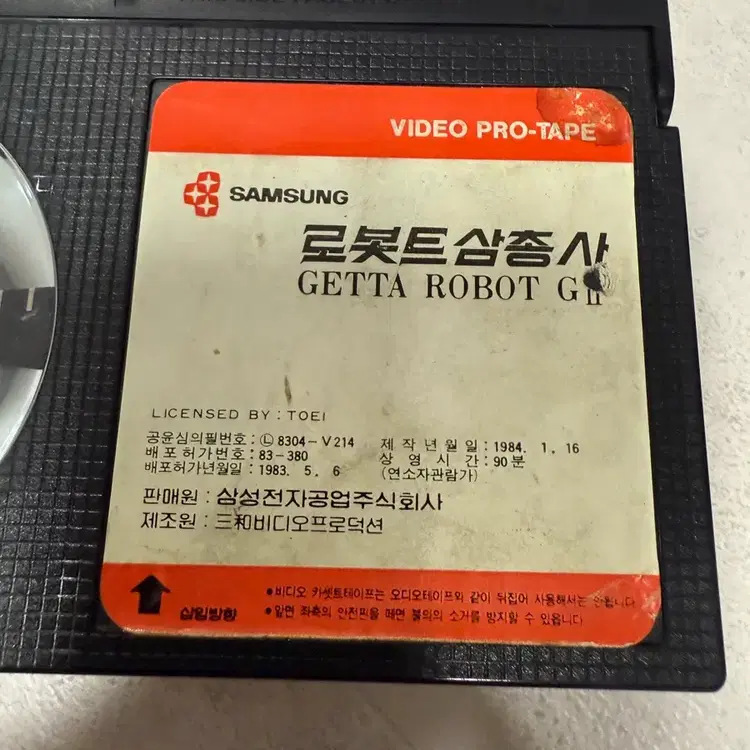 VIDEO PRO-TAPE
SAMSUNG
로봇트삼총사
GETTA ROBOT G II
LICENSED BY : TOEI
공윤심의필번호 : Ⓛ 8304-V214
배포허가번호 : 83-380
배포허가년월일 : 1983. 5. 6
제작년월일 : 1984. 1. 16
상영시간 : 90분
(연소자관람가)
판매원 : 삼성전자공업주식회사
제조원 : 三和비디오프로덕션
삽입방향
•비디오 카셋트테이프는 오디오테이프와 같이 뒤집어 사용해서는 안됩니다
•앞면 좌측의 안전핀을 떼면 불의의 소거를 방지할 수 있읍니다